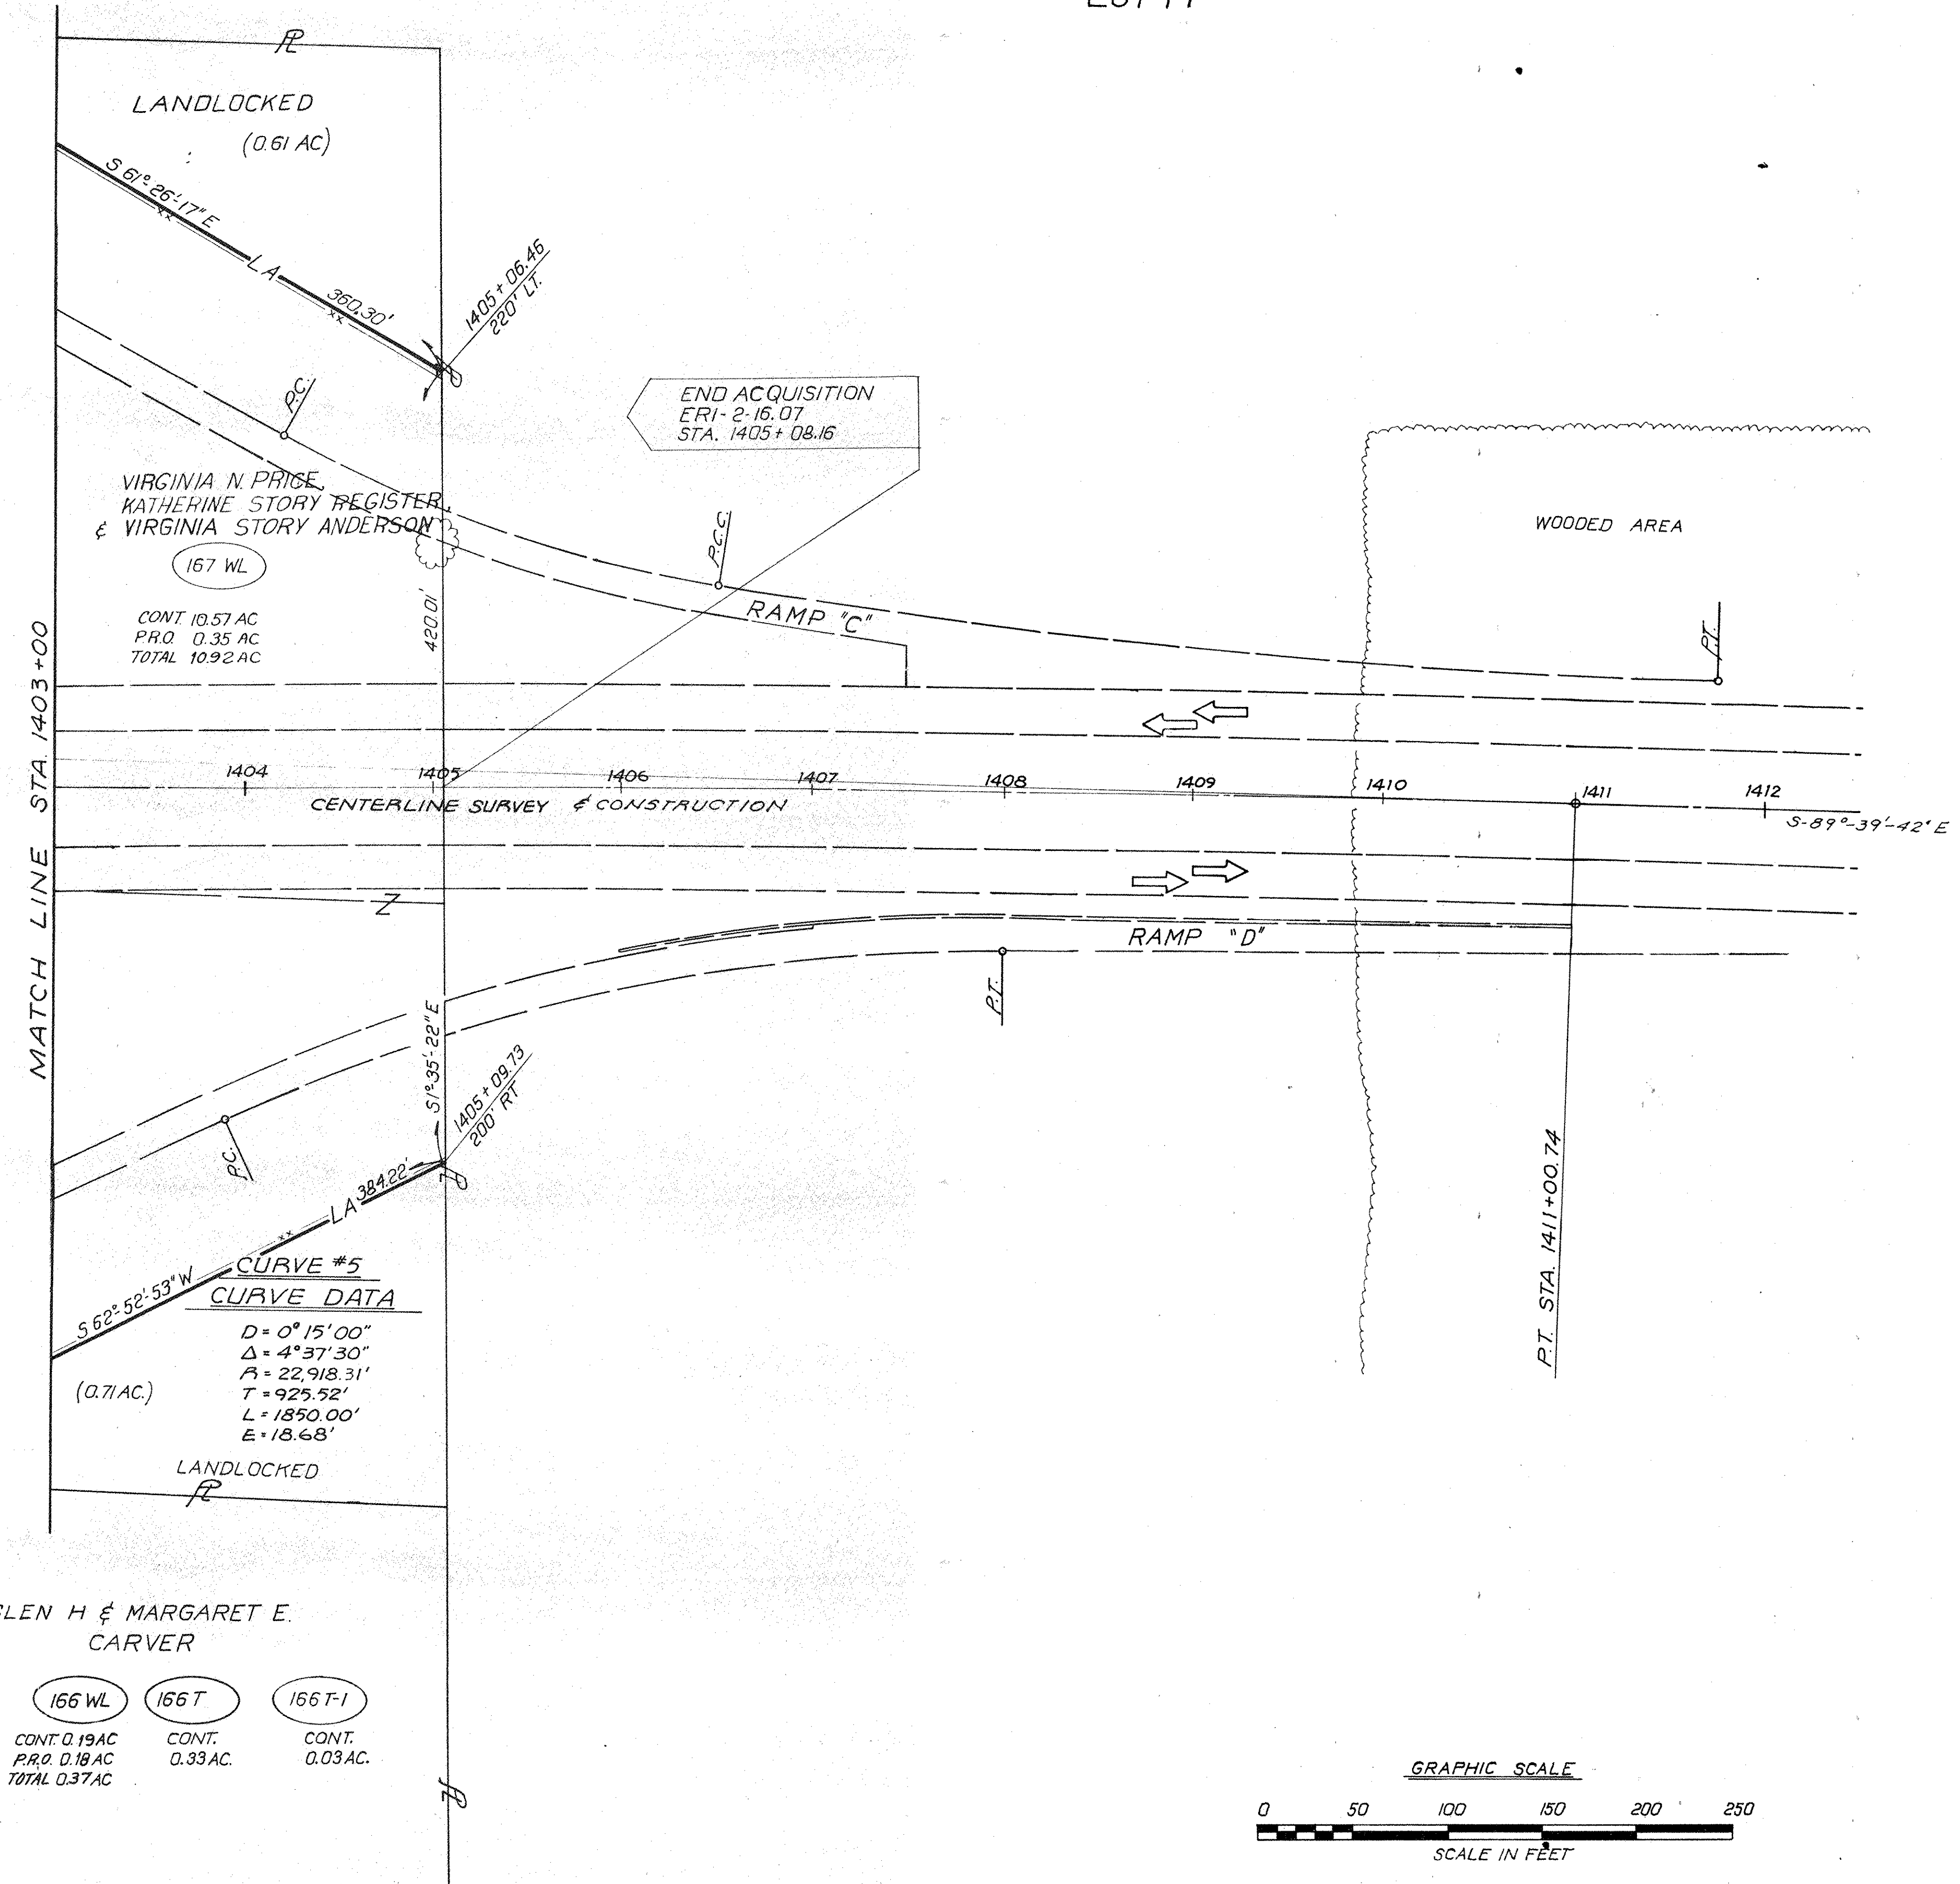 LANDLOCKED
(0.61 AC)
S 61°-26'-17" E
LA
360.30'
1405 + 06.46
220' LT.
P.C.
END ACQUISITION
ERI-2-16.07
STA. 1405 + 08.16
VIRGINIA N. PRICE,
KATHERINE STORY REGISTER,
& VIRGINIA STORY ANDERSON
167 WL
CONT. 10.57 AC
P.R.O. 0.35 AC
TOTAL 10.92 AC
420.01'
P.C.C.
RAMP "C"
WOODED AREA
P.T.
MATCH LINE STA. 1403+00
1404 1405 1406 1407 1408 1409 1410 1411 1412
CENTERLINE SURVEY & CONSTRUCTION
S-89°-39'-42" E
Z
RAMP "D"
P.T.
S1°-35'-22" E
1405 + 09.73
200' RT
P.C.
LA
384.22'
S 62°-52'-53" W
P.T. STA. 1411+00.74
CURVE #5
CURVE DATA
D = 0°15'00"
Δ = 4°37'30"
R = 22,918.31'
T = 925.52'
L = 1850.00'
E = 18.68'
(0.71 AC.)
LANDLOCKED
LEN H & MARGARET E.
CARVER
166 WL 166 T 166 T-1
CONT. 0.19 AC CONT. CONT.
P.R.O. 0.18 AC 0.33 AC. 0.03 AC.
TOTAL 0.37 AC
GRAPHIC SCALE
0 50 100 150 200 250
SCALE IN FEET